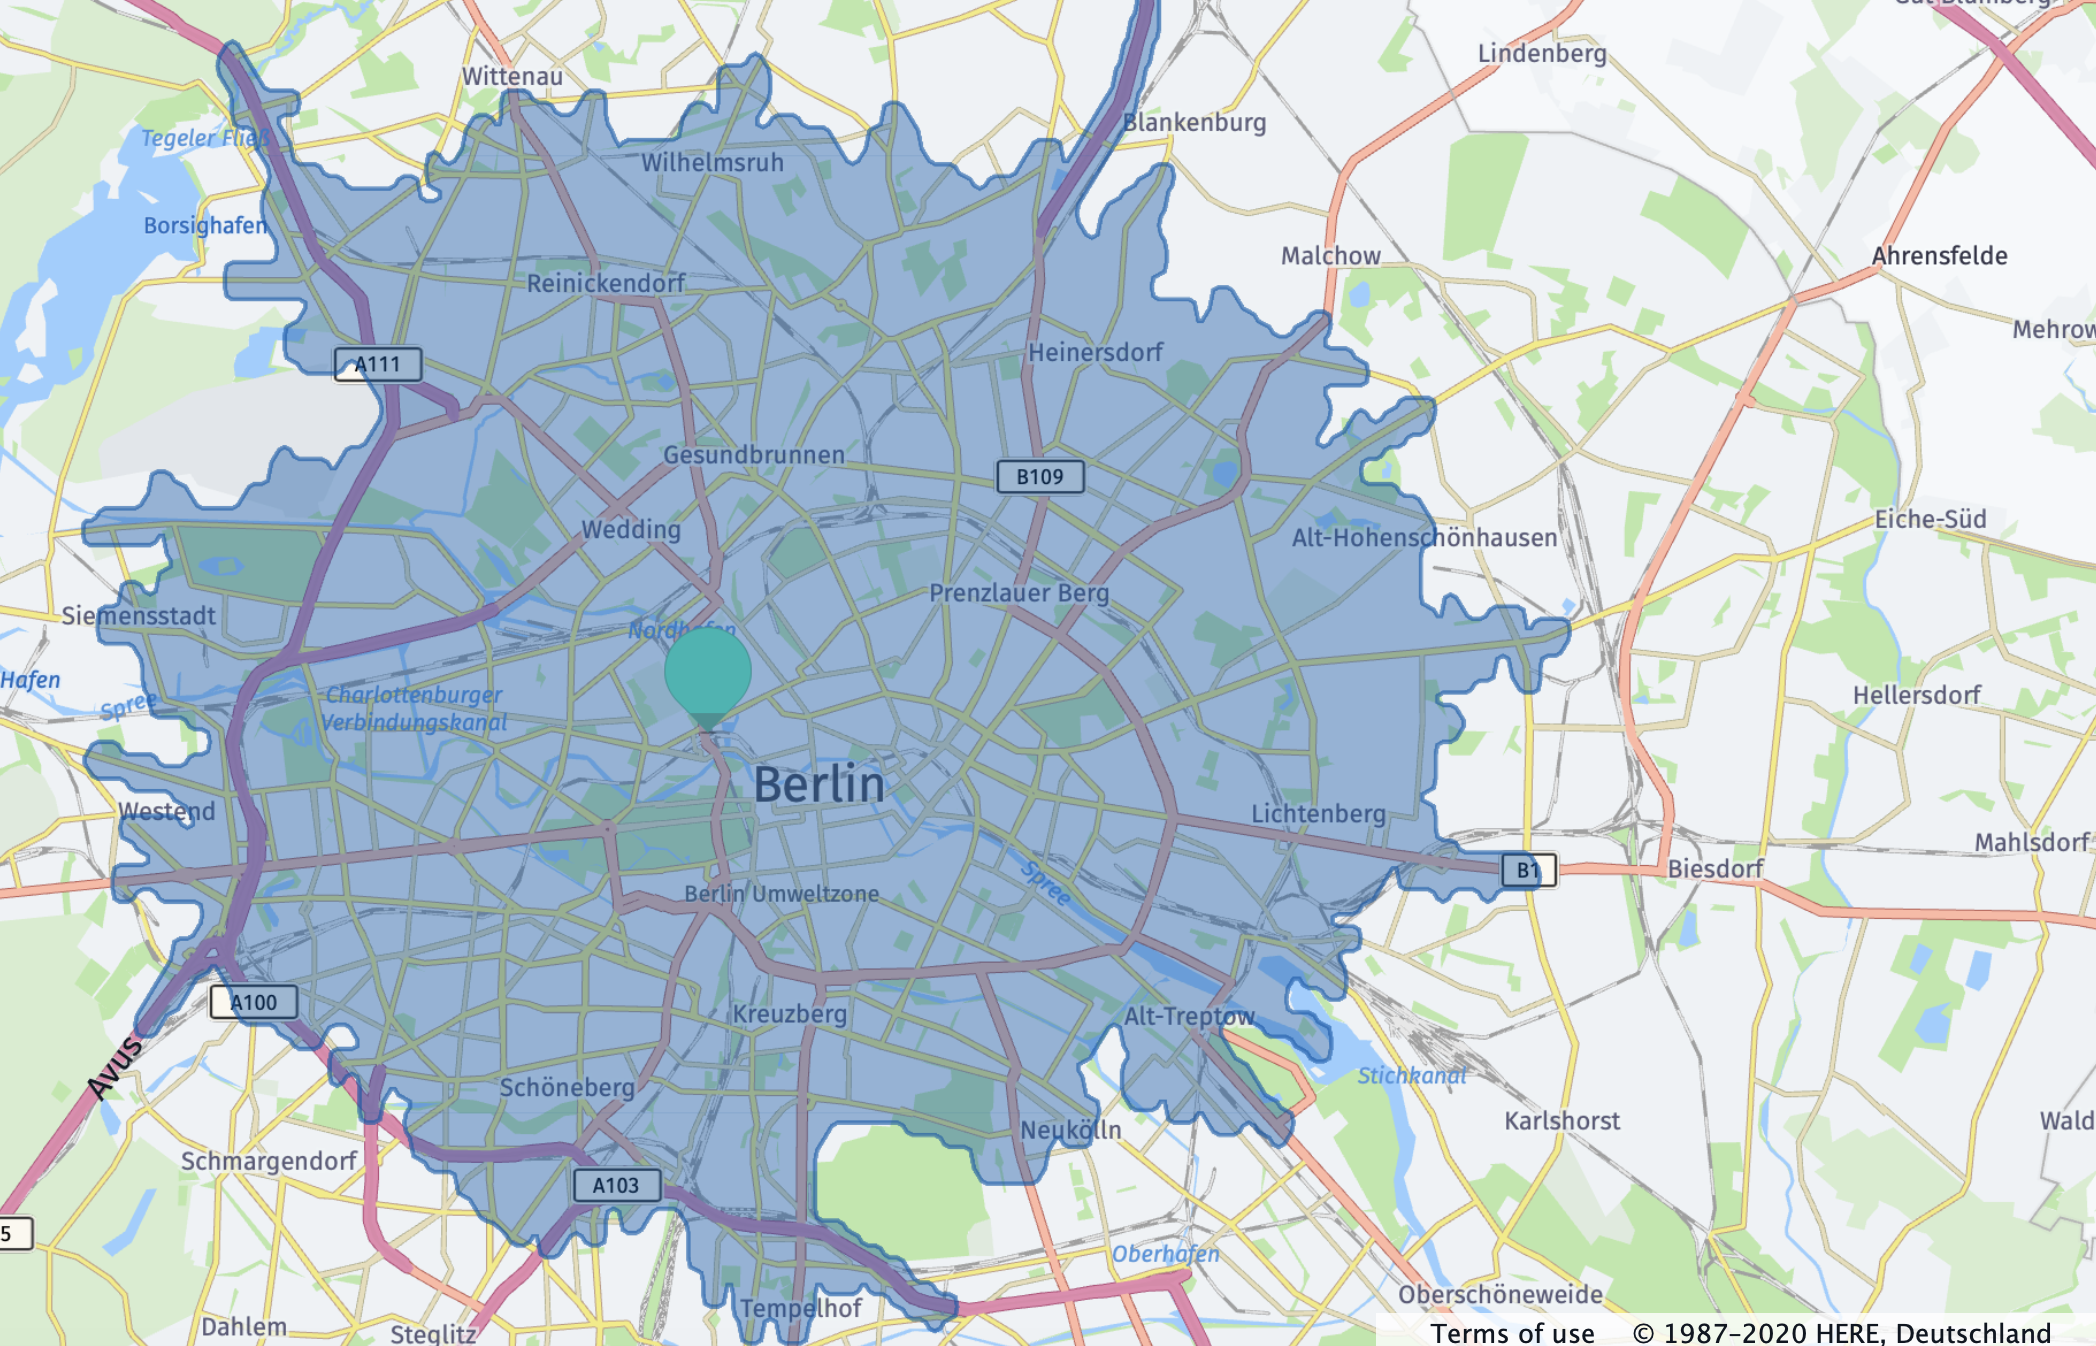 Lindenberg
Wittenau
Blankenburg
Tegeler Fließ
Wilhelmsruh
Borsighafen
Malchow
Ahrensfelde
Reinickendorf
Mehrow
Heinersdorf
A111
Gesundbrunnen
B109
Eiche-Süd
Wedding
Alt-Hohenschönhausen
Prenzlauer Berg
Siemensstadt
Nordhafen
Hafen
Spree
Charlottenburger
Verbindungskanal
Hellersdorf
Berlin
Westend
Lichtenberg
Mahlsdorf
B1
Biesdorf
Spree
Berlin Umweltzone
A100
Kreuzberg
Alt-Treptow
Avus
Stichkanal
Schöneberg
Karlshorst
Wald
Neukölln
Schmargendorf
A103
5
Oberhafen
Oberschöneweide
Tempelhof
Dahlem
Steglitz
Terms of use © 1987–2020 HERE, Deutschland